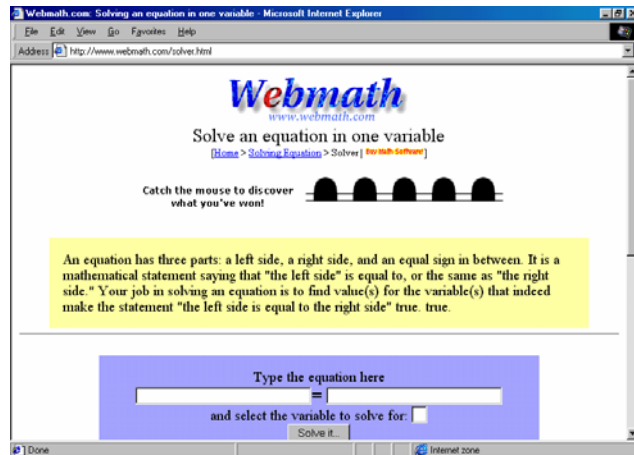 Webmath.com: Solving an equation in one variable - Microsoft Internet Explorer
File Edit View Go Favorites Help
Address http://www.webmath.com/solver.html
Webmath
www.webmath.com
Solve an equation in one variable
[Home > Solving Equation > Solver| Buy Math Software! ]
Catch the mouse to discover
what you've won!
An equation has three parts: a left side, a right side, and an equal sign in between. It is a
mathematical statement saying that "the left side" is equal to, or the same as "the right
side." Your job in solving an equation is to find value(s) for the variable(s) that indeed
make the statement "the left side is equal to the right side" true. true.
Type the equation here
=
and select the variable to solve for:
Solve it...
Done
Internet zone